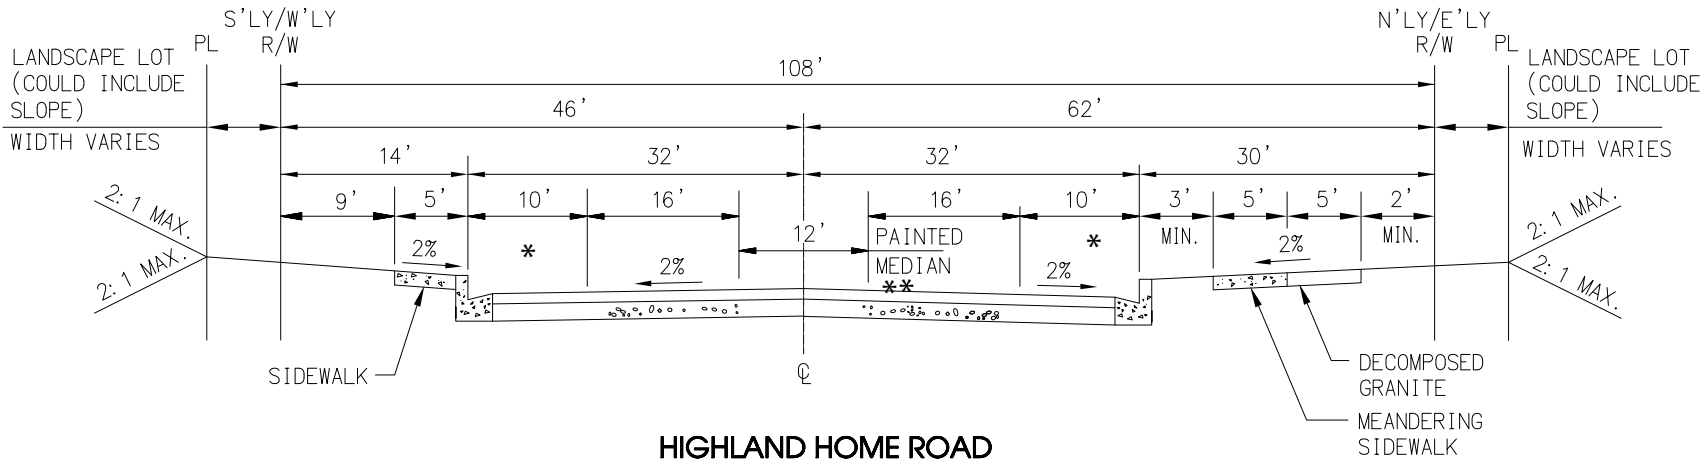 S'LY/W'LY
R/W
PL
LANDSCAPE LOT
(COULD INCLUDE
SLOPE)
WIDTH VARIES
N'LY/E'LY
R/W
PL
LANDSCAPE LOT
(COULD INCLUDE
SLOPE)
WIDTH VARIES
108'
46'
62'
14'
32'
32'
30'
9'
5'
10'
16'
12'
16'
10'
3'
MIN.
5'
5'
2'
MIN.
PAINTED
MEDIAN
**
*
*
2: 1 MAX.
2: 1 MAX.
2%
2%
2%
2%
2: 1 MAX.
2: 1 MAX.
SIDEWALK
℄
DECOMPOSED
GRANITE
MEANDERING
SIDEWALK
HIGHLAND HOME ROAD